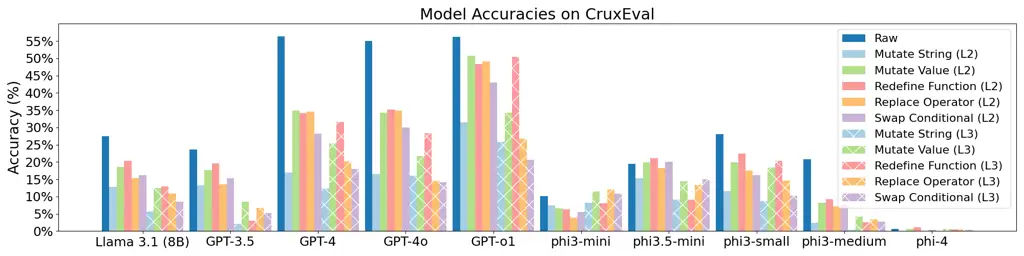 Model Accuracies on CruxEval
Accuracy (%)
55%
50%
45%
40%
35%
30%
25%
20%
15%
10%
5%
0%
Raw
Mutate String (L2)
Mutate Value (L2)
Redefine Function (L2)
Replace Operator (L2)
Swap Conditional (L2)
Mutate String (L3)
Mutate Value (L3)
Redefine Function (L3)
Replace Operator (L3)
Swap Conditional (L3)
Llama 3.1 (8B) GPT-3.5 GPT-4 GPT-4o GPT-o1 phi3-mini phi3.5-mini phi3-small phi3-medium phi-4